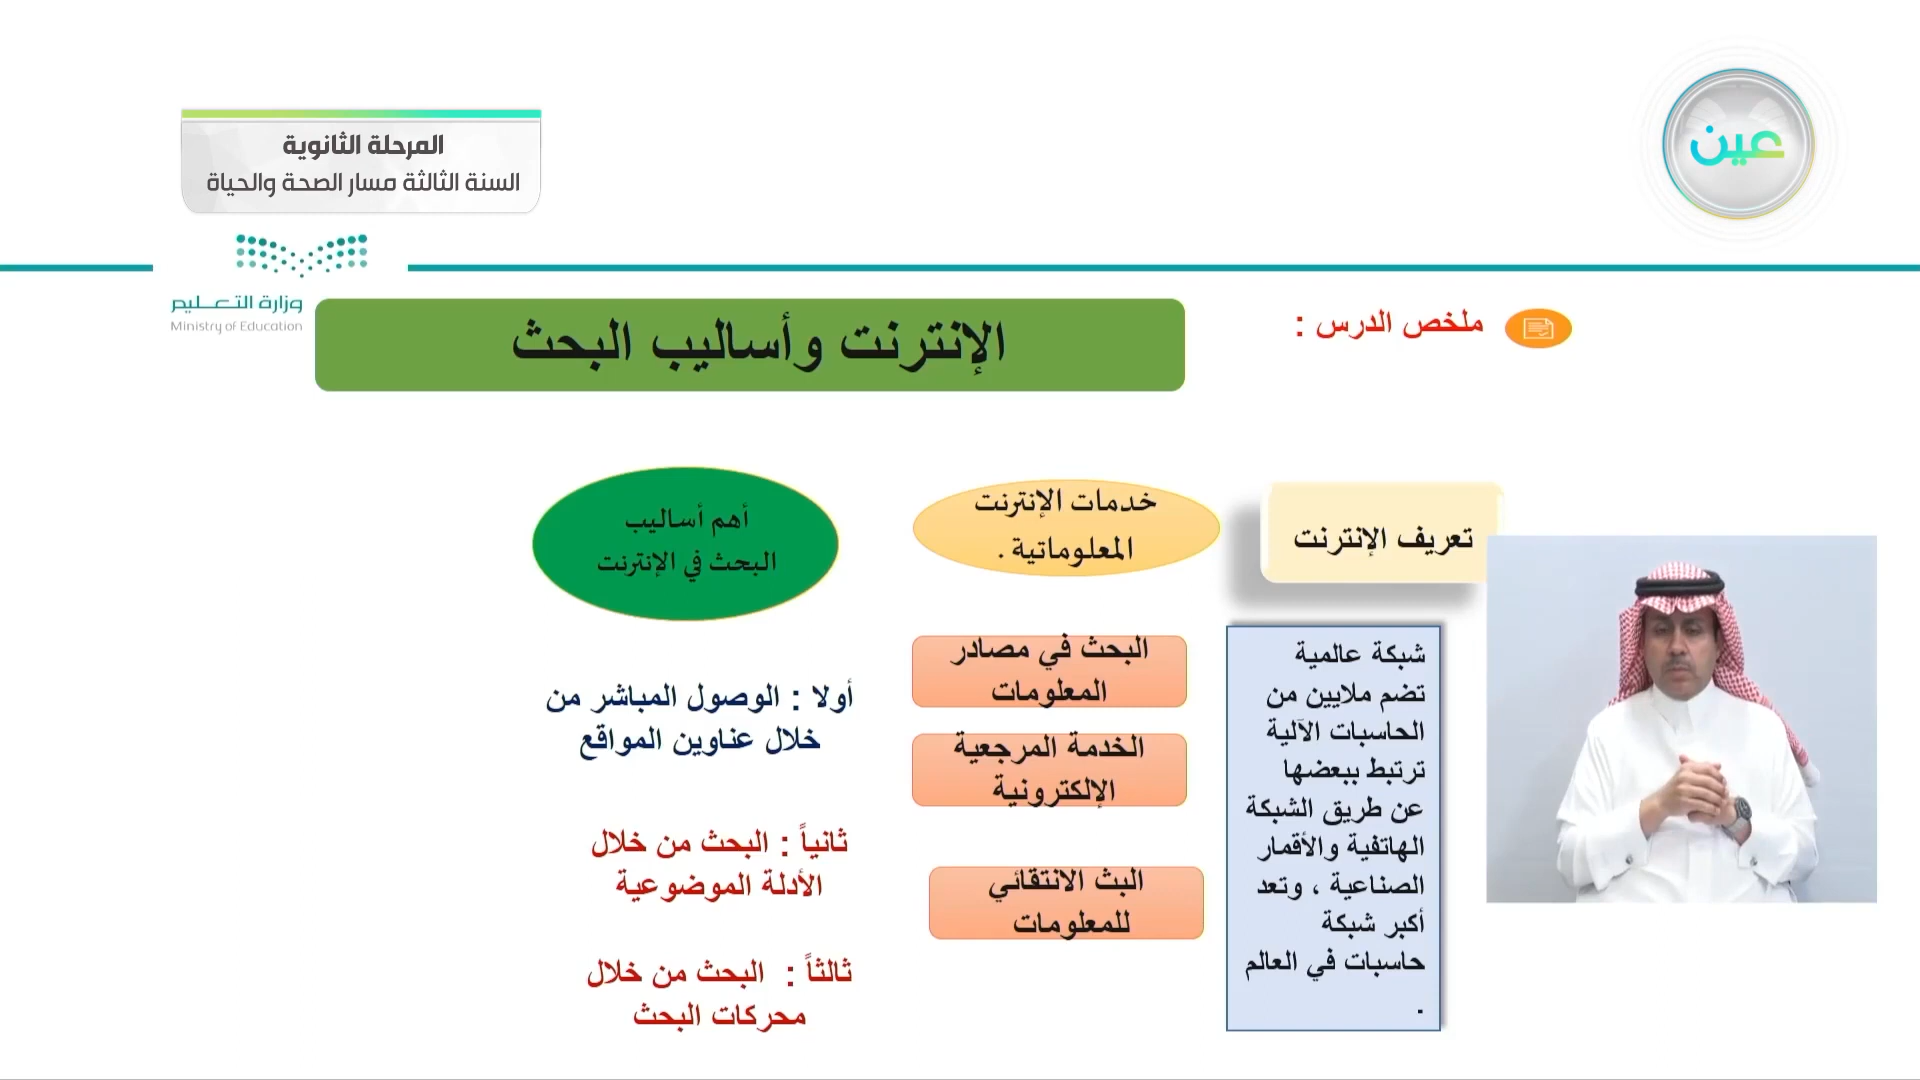 المرحلة الثانوية
السنة الثالثة مسار الصحة والحياة
عين
وزارة التعليم
Ministry of Education
ملخص الدرس :
الإنترنت وأساليب البحث
تعريف الإنترنت
شبكة عالمية
تضم ملايين من
الحاسبات الآلية
ترتبط ببعضها
عن طريق الشبكة
الهاتفية والأقمار
الصناعية ، وتعد
أكبر شبكة
حاسبات في العالم
.
خدمات الإنترنت
المعلوماتية .
البحث في مصادر
المعلومات
الخدمة المرجعية
الإلكترونية
البث الانتقائي
للمعلومات
أهم أساليب
البحث في الإنترنت
أولا : الوصول المباشر من
خلال عناوين المواقع
ثانياً : البحث من خلال
الأدلة الموضوعية
ثالثاً : البحث من خلال
محركات البحث